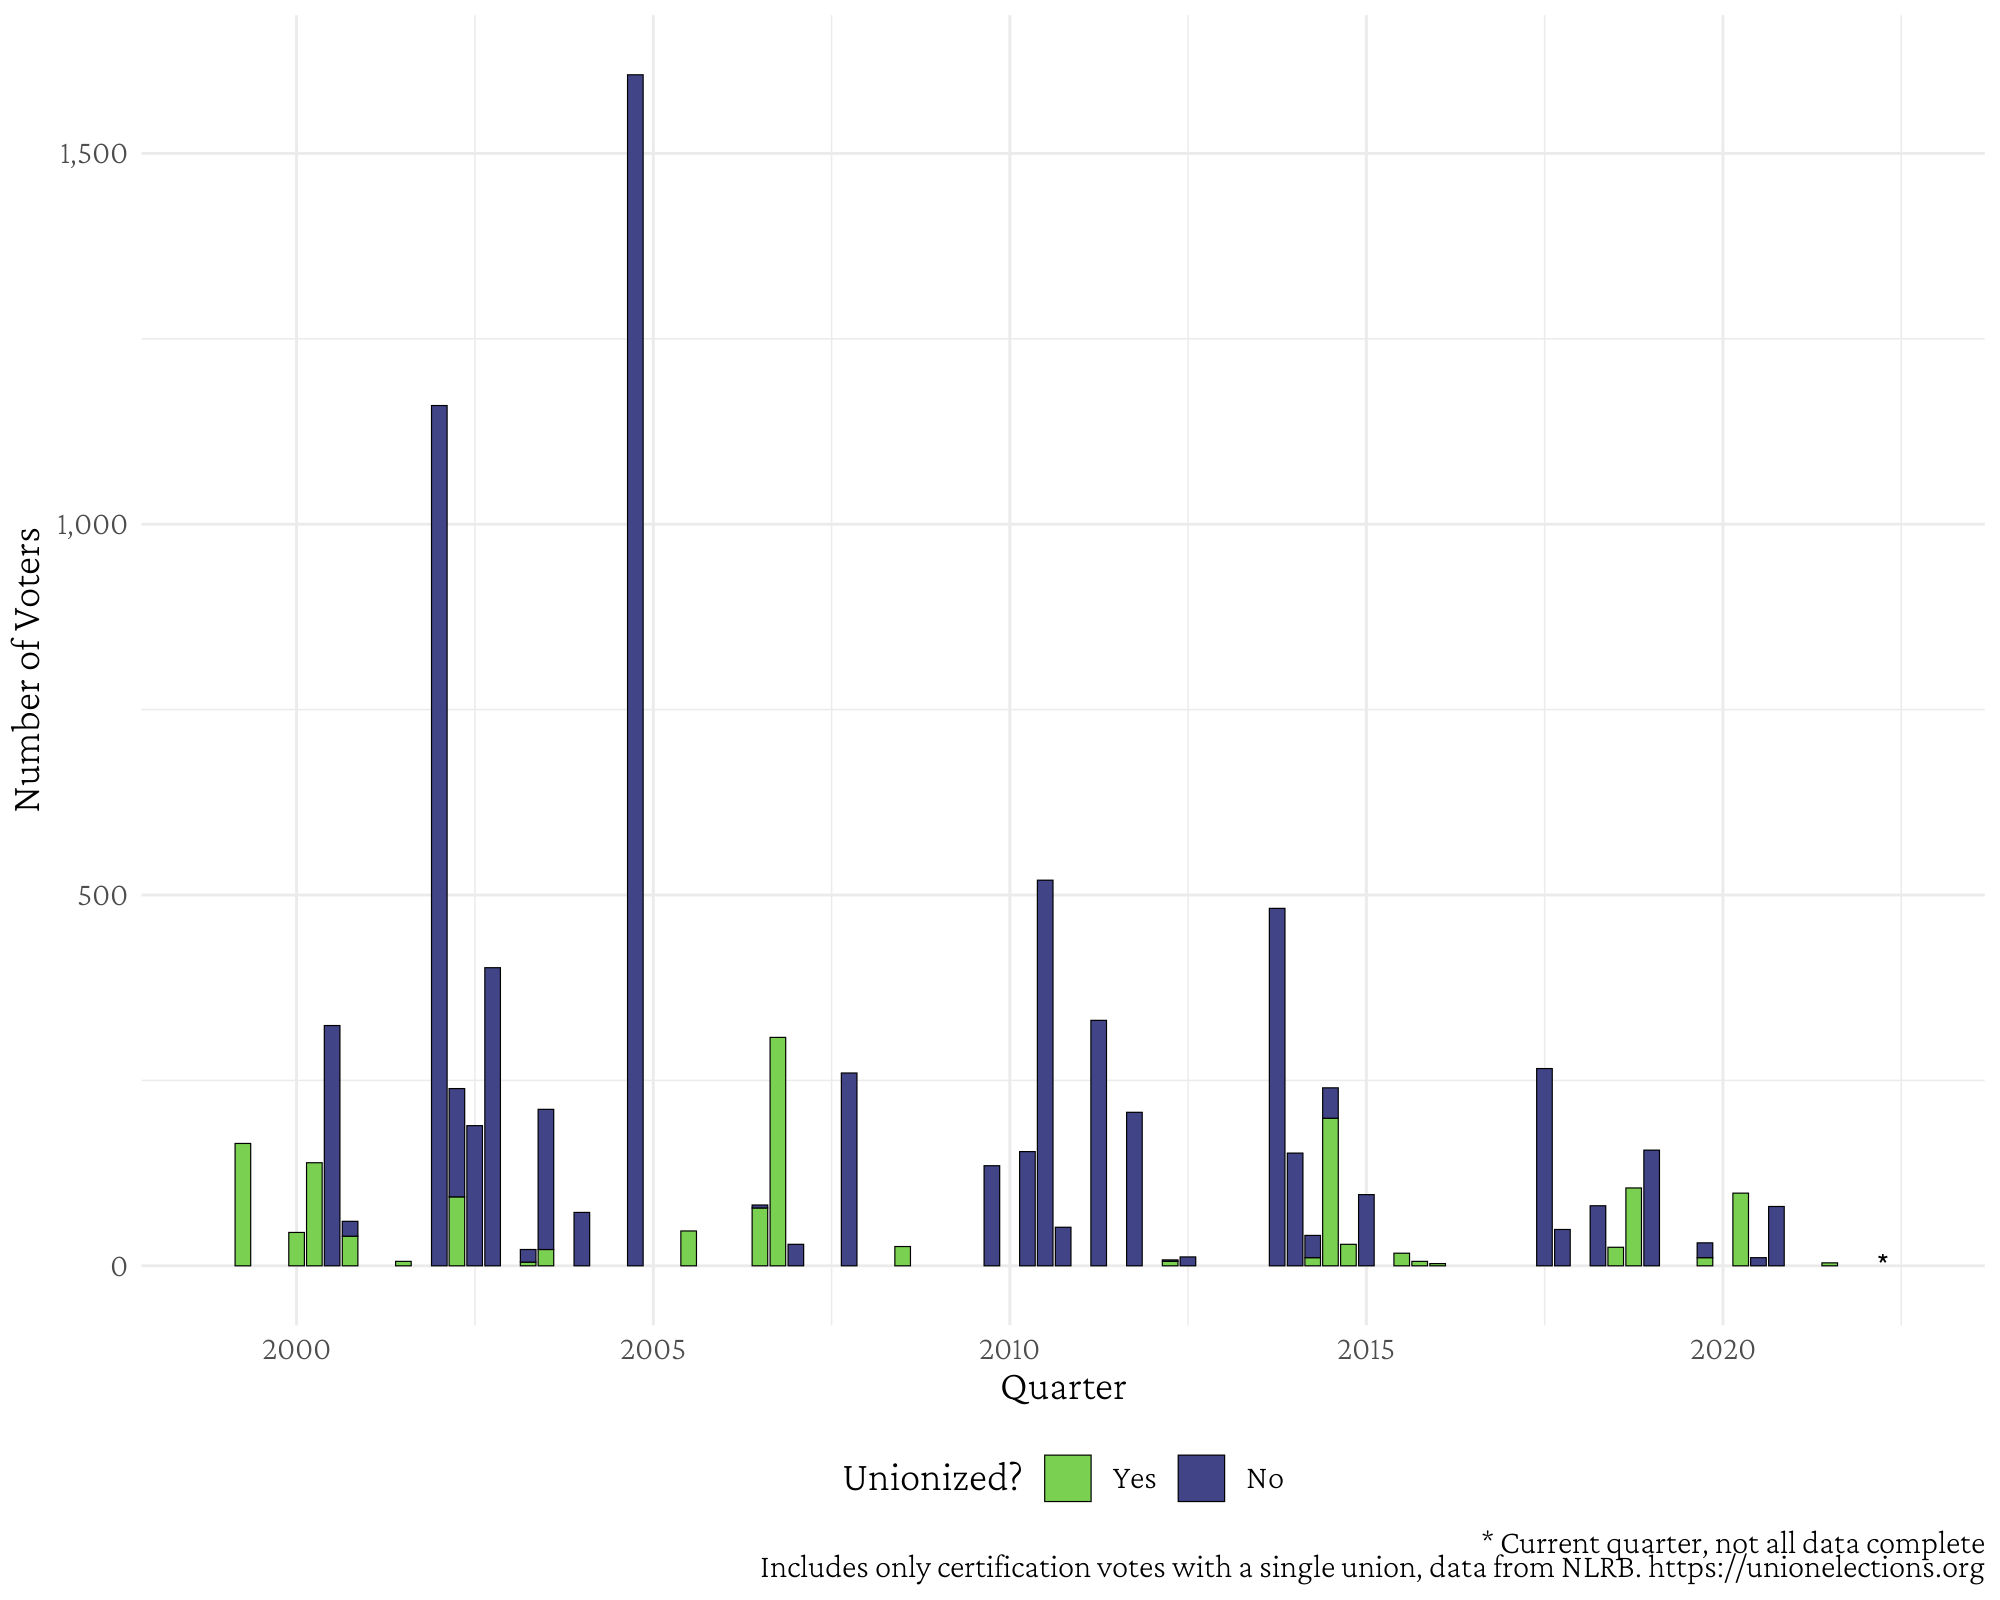 1,500
1,000
500
0
Number of Voters
*
2000 2005 2010 2015 2020
Quarter
Unionized? Yes No
* Current quarter, not all data complete
Includes only certification votes with a single union, data from NLRB. https://unionelections.org